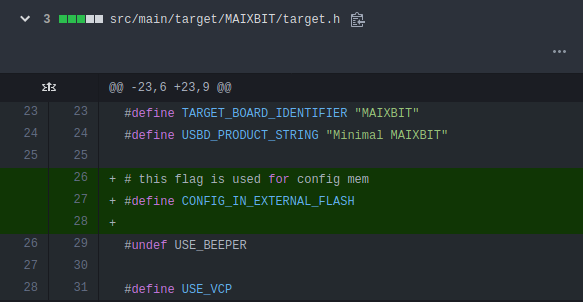 3 src/main/target/MAIXBIT/target.h
@@ -23,6 +23,9 @@
23 23 #define TARGET_BOARD_IDENTIFIER "MAIXBIT"
24 24 #define USBD_PRODUCT_STRING "Minimal MAIXBIT"
25 25
26 + # this flag is used for config mem
27 + #define CONFIG_IN_EXTERNAL_FLASH
28 +
26 29 #undef USE_BEEPER
27 30
28 31 #define USE_VCP